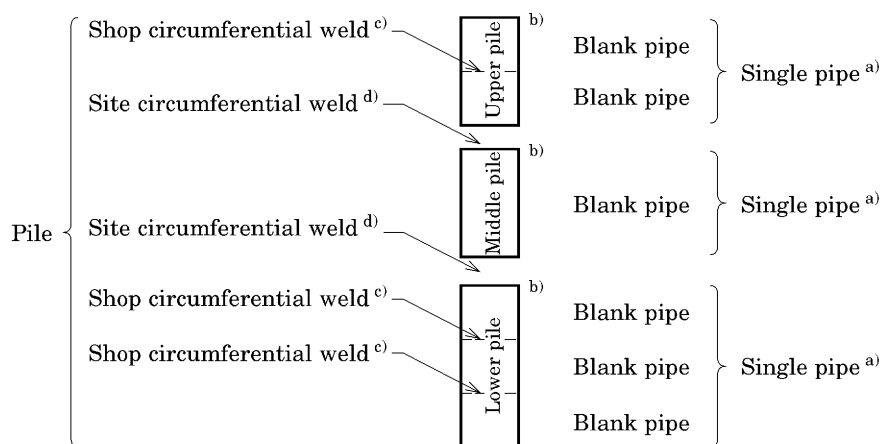 Shop circumferential weld c)
b)
Upper pile
Blank pipe
Single pipe a)
Site circumferential weld d)
Blank pipe
b)
Middle pile
Blank pipe
Single pipe a)
Pile
Site circumferential weld d)
b)
Lower pile
Shop circumferential weld c)
Blank pipe
Shop circumferential weld c)
Blank pipe
Single pipe a)
Blank pipe